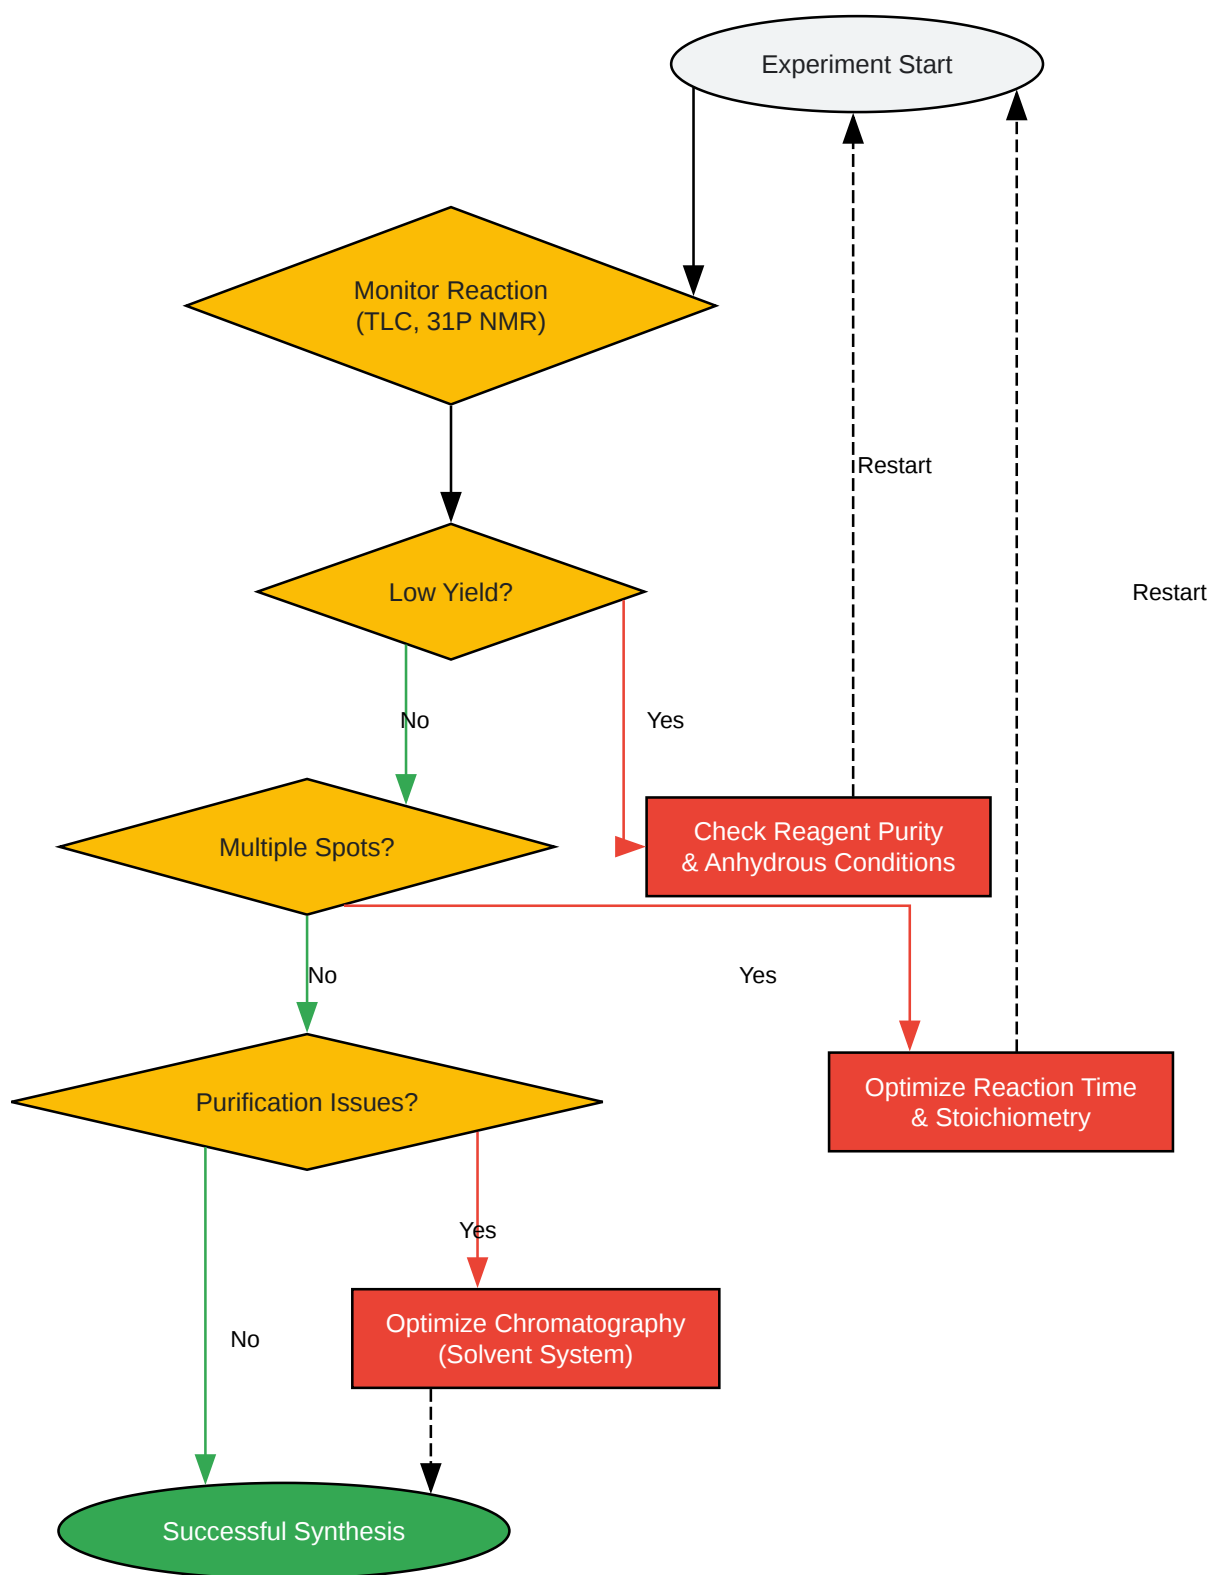 Experiment Start
Monitor Reaction
(TLC, 31P NMR)
Restart
Low Yield?
Restart
No
Yes
Multiple Spots?
Check Reagent Purity
& Anhydrous Conditions
No
Yes
Purification Issues?
Optimize Reaction Time
& Stoichiometry
Yes
No
Optimize Chromatography
(Solvent System)
Successful Synthesis